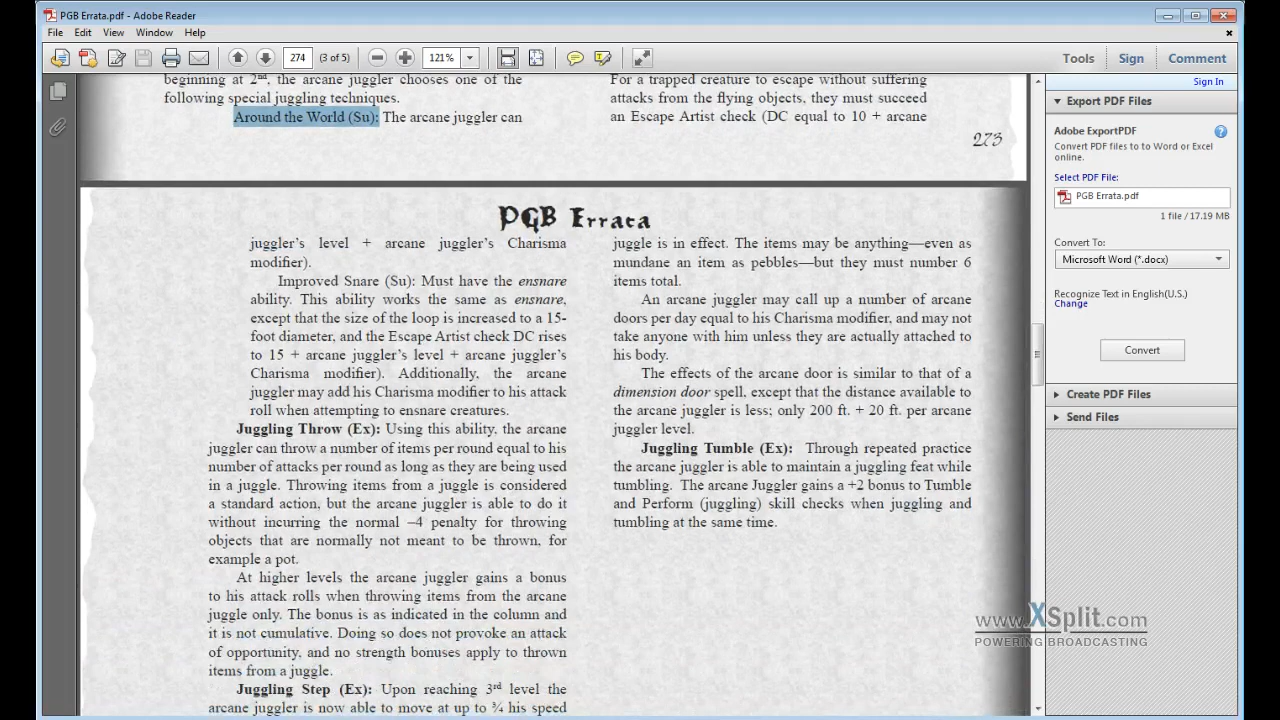 PGB Errata.pdf - Adobe Reader
File Edit View Window Help
274 (3 of 5) 121% Tools Sign Comment
Sign In
beginning at 2nd, the arcane juggler chooses one of the
following special juggling techniques.
Around the World (Su): The arcane juggler can
For a trapped creature to escape without suffering
attacks from the flying objects, they must succeed
an Escape Artist check (DC equal to 10 + arcane
273
PGB Errata
juggler's level + arcane juggler's Charisma
modifier).
Improved Snare (Su): Must have the ensnare
ability. This ability works the same as ensnare,
except that the size of the loop is increased to a 15-
foot diameter, and the Escape Artist check DC rises
to 15 + arcane juggler's level + arcane juggler's
Charisma modifier). Additionally, the arcane
juggler may add his Charisma modifier to his attack
roll when attempting to ensnare creatures.
Juggling Throw (Ex): Using this ability, the arcane
juggler can throw a number of items per round equal to his
number of attacks per round as long as they are being used
in a juggle. Throwing items from a juggle is considered
a standard action, but the arcane juggler is able to do it
without incurring the normal –4 penalty for throwing
objects that are normally not meant to be thrown, for
example a pot.
At higher levels the arcane juggler gains a bonus
to his attack rolls when throwing items from the arcane
juggle only. The bonus is as indicated in the column and
it is not cumulative. Doing so does not provoke an attack
of opportunity, and no strength bonuses apply to thrown
items from a juggle.
Juggling Step (Ex): Upon reaching 3rd level the
arcane juggler is now able to move at up to ¾ his speed
juggle is in effect. The items may be anything—even as
mundane an item as pebbles—but they must number 6
items total.
An arcane juggler may call up a number of arcane
doors per day equal to his Charisma modifier, and may not
take anyone with him unless they are actually attached to
his body.
The effects of the arcane door is similar to that of a
dimension door spell, except that the distance available to
the arcane juggler is less; only 200 ft. + 20 ft. per arcane
juggler level.
Juggling Tumble (Ex): Through repeated practice
the arcane juggler is able to maintain a juggling feat while
tumbling. The arcane Juggler gains a +2 bonus to Tumble
and Perform (juggling) skill checks when juggling and
tumbling at the same time.
Export PDF Files
Adobe ExportPDF
Convert PDF files to to Word or Excel
online.
Select PDF File:
PGB Errata.pdf
1 file / 17.19 MB
Convert To:
Microsoft Word (*.docx)
Recognize Text in English(U.S.)
Change
Convert
Create PDF Files
Send Files
www.XSplit.com
POWERING BROADCASTING